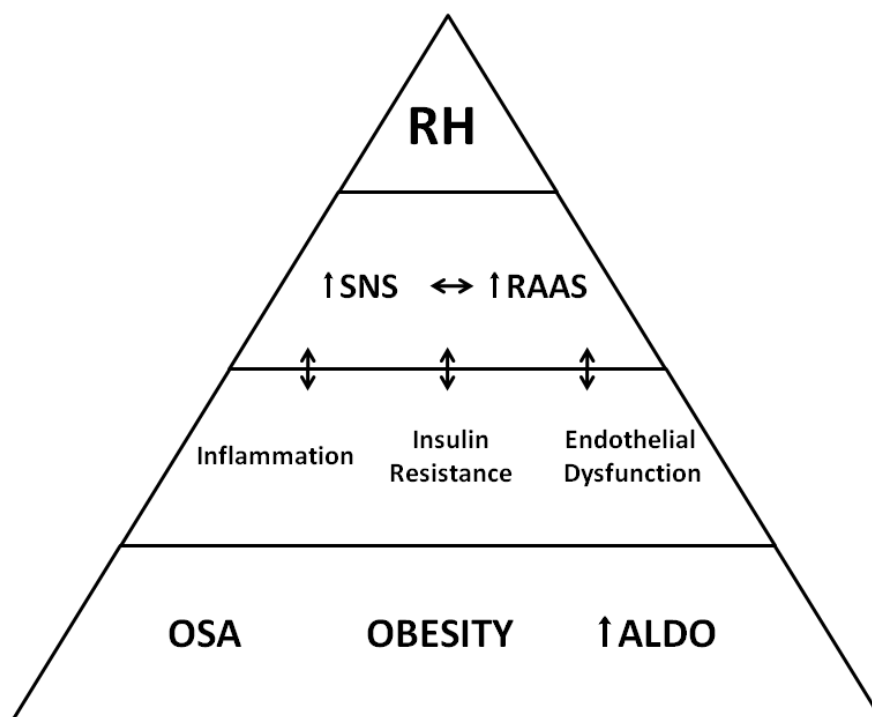 RH
↑SNS ↔ ↑RAAS
Inflammation
Insulin
Resistance
Endothelial
Dysfunction
OSA OBESITY ↑ALDO